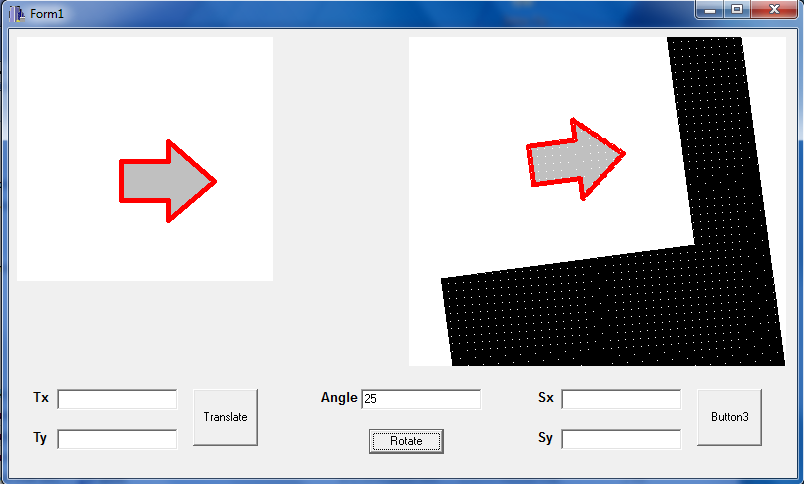 Form1
Tx
Translate
Ty
Angle 25
Rotate
Sx
Button3
Sy